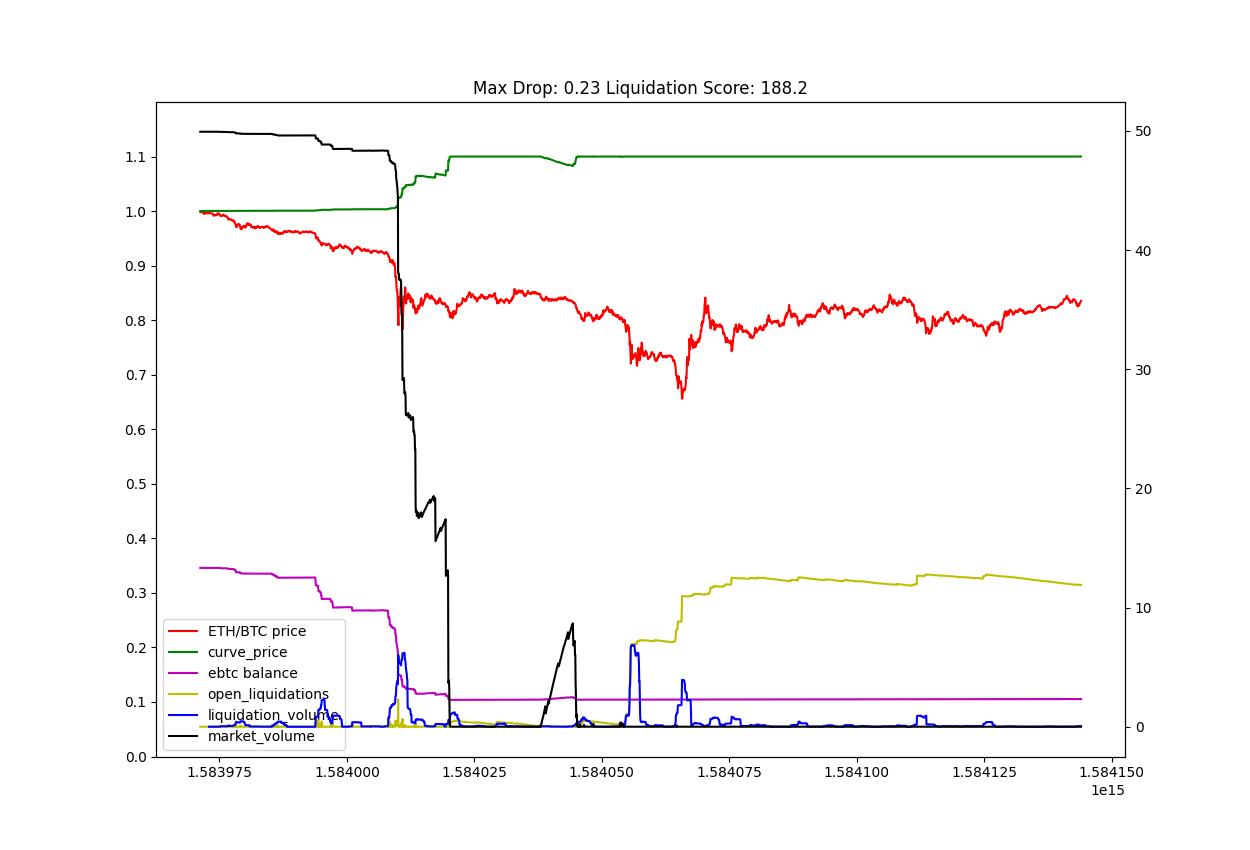 Max Drop: 0.23 Liquidation Score: 188.2
1.1
1.0
0.9
0.8
0.7
0.6
0.5
0.4
0.3
0.2
0.1
0.0
50
40
30
20
10
0
ETH/BTC price
curve_price
ebtc balance
open_liquidations
liquidation_volume
market_volume
1.583975 1.584000 1.584025 1.584050 1.584075 1.584100 1.584125 1.584150
1e15